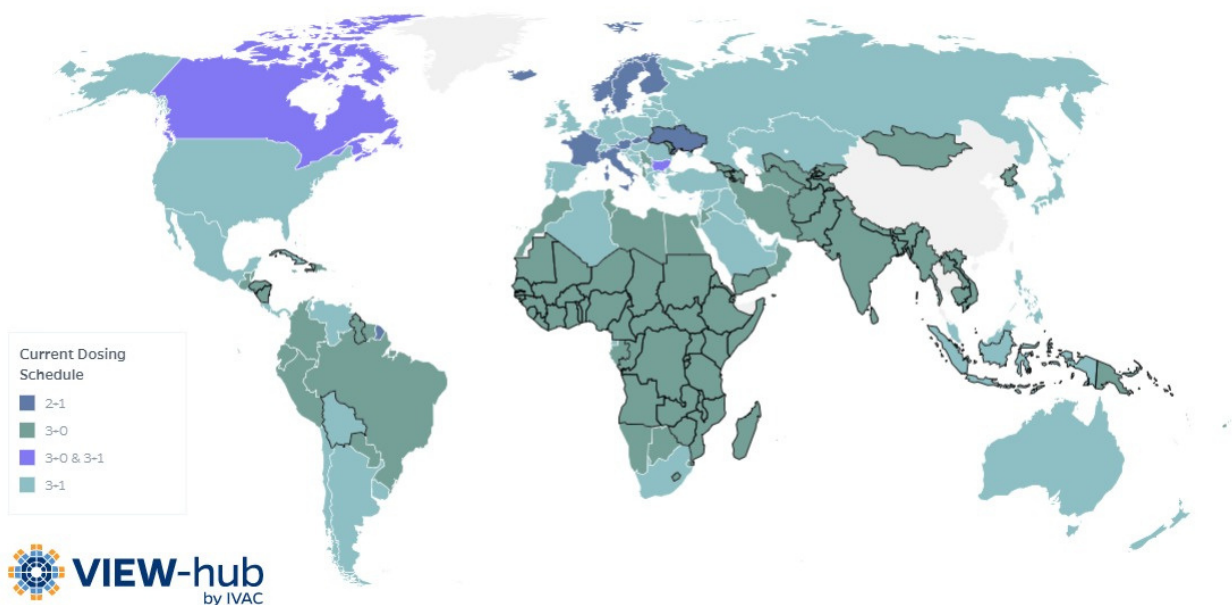 Current Dosing
Schedule
2+1
3+0
3+0 & 3+1
3+1
VIEW-hub
by IVAC